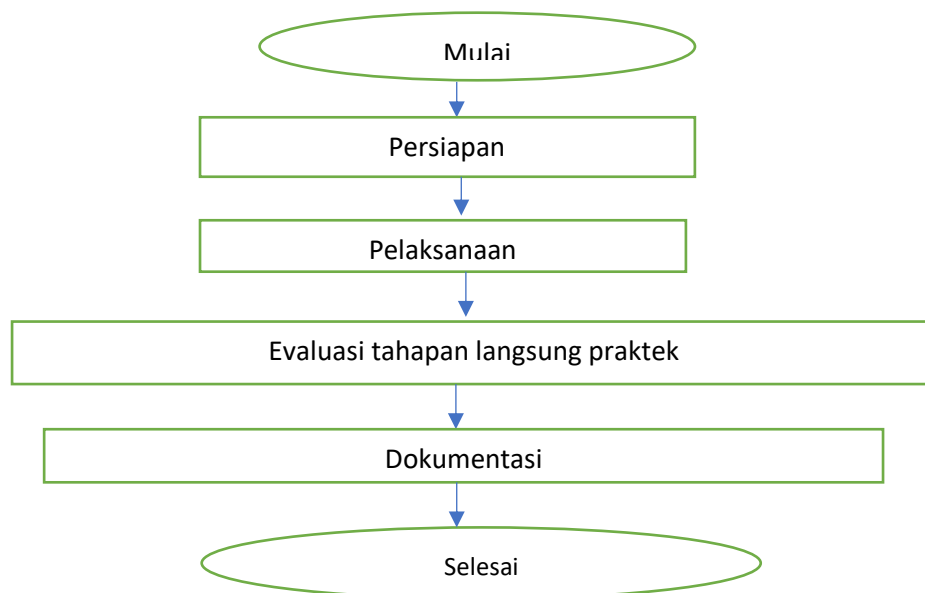 Mulai
Persiapan
Pelaksanaan
Evaluasi tahapan langsung praktek
Dokumentasi
Selesai